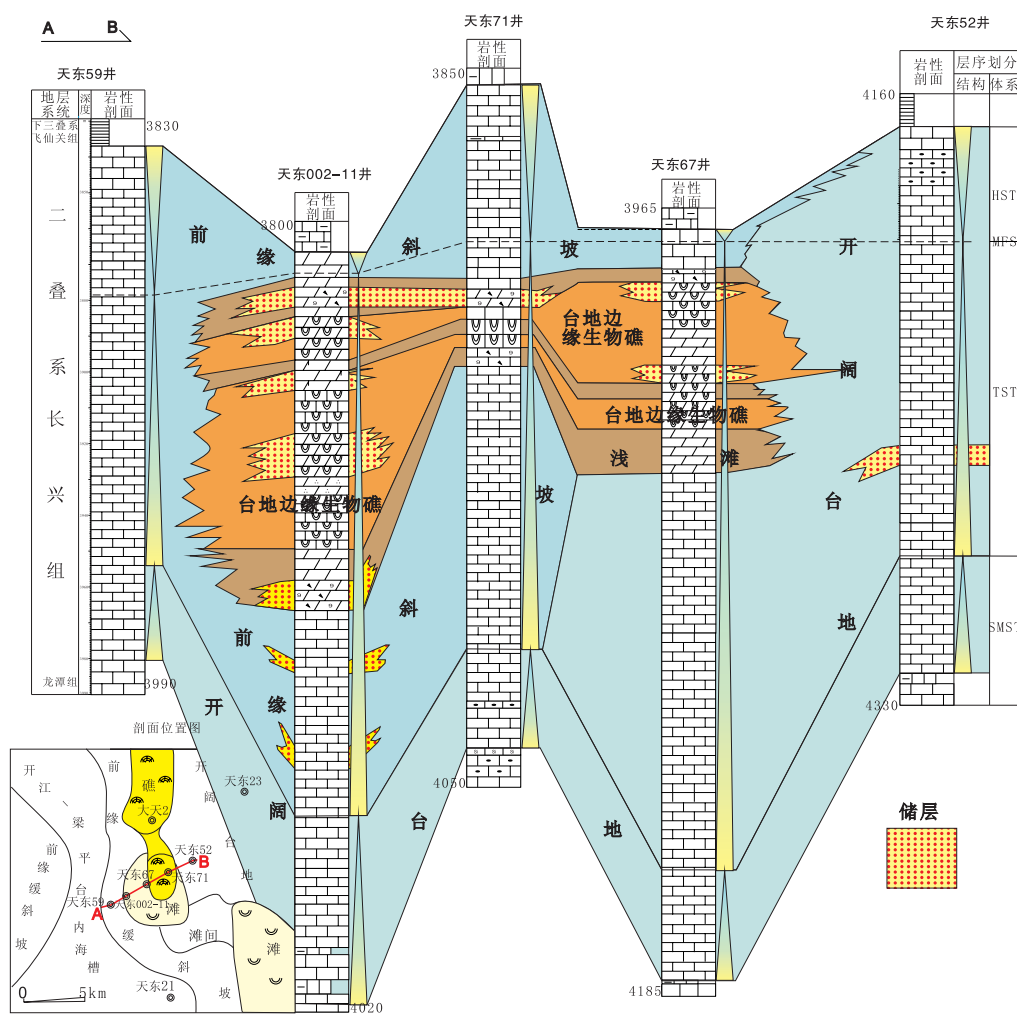 A B
天东59井
地层系统
深度
岩性剖面
下三叠系飞仙关组
3830
二叠系长兴组
龙潭组
3990
天东002-11井
岩性剖面
3800
4020
天东71井
岩性剖面
3850
4050
天东67井
岩性剖面
3965
4185
天东52井
岩性剖面
层序划分
结构
体系
4160
4330
HST
MFS
TST
SMST
前缘斜坡
台地边缘生物礁
台地边缘生物礁
台地边缘生物礁
浅滩
前缘斜坡
开阔台地
开阔台地
储层
剖面位置图
开江
梁平
台内海槽
前缘缓斜坡
前缘缓斜坡
礁
大天2
开阔台地
天东23
天东52
B
天东67
天东71
天东59
A
天东002-11
滩
滩间
滩
天东21
0 5km